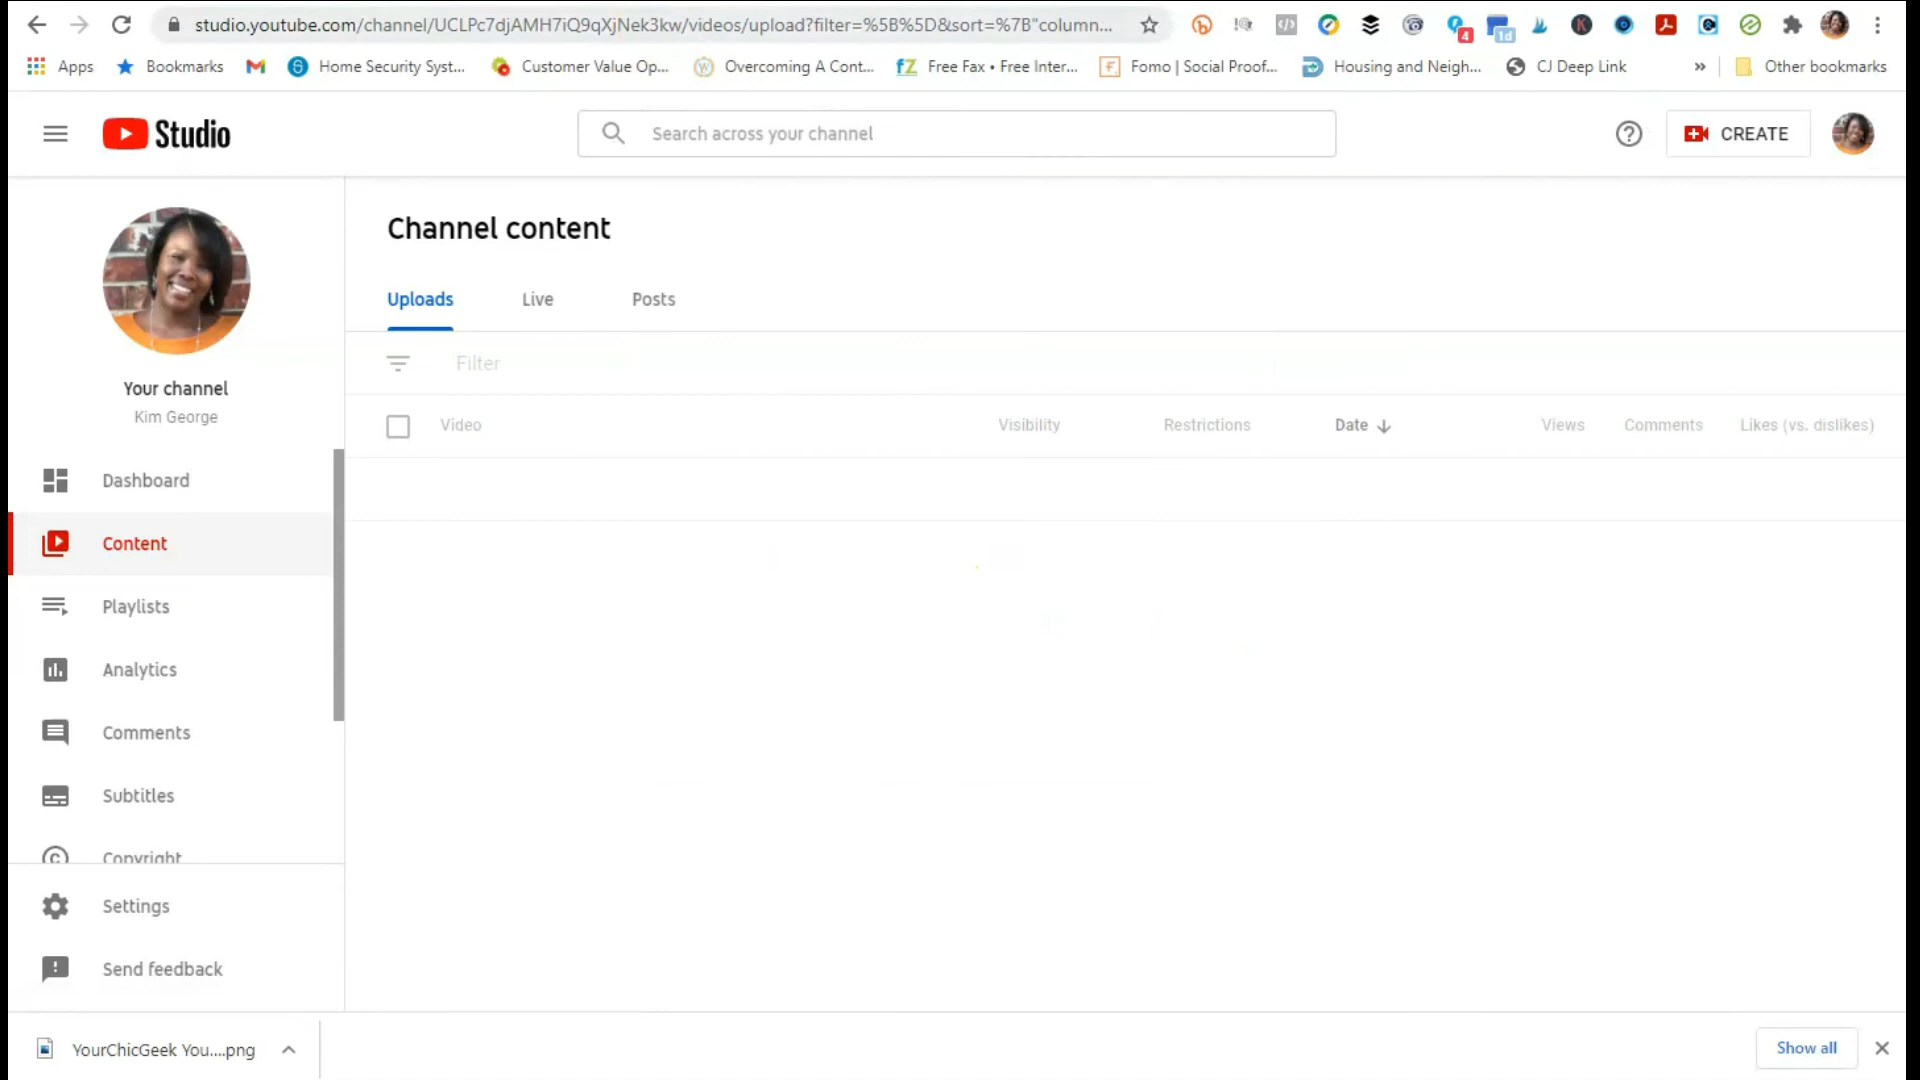 studio.youtube.com/channel/UCLPc7djAMH7iQ9qXjNek3kw/videos/upload?filter=%5B%5D&sort=%7B"column...
4
1d
Apps
Bookmarks
Home Security Syst...
Customer Value Op...
Overcoming A Cont...
Free Fax • Free Inter...
Fomo | Social Proof...
Housing and Neigh...
CJ Deep Link
»
Other bookmarks
Studio
Search across your channel
CREATE
Channel content
Uploads
Live
Posts
Filter
Your channel
Kim George
Video
Visibility
Restrictions
Date
Views
Comments
Likes (vs. dislikes)
Dashboard
Content
Playlists
Analytics
Comments
Subtitles
Copyright
Settings
Send feedback
YourChicGeek You....png
Show all